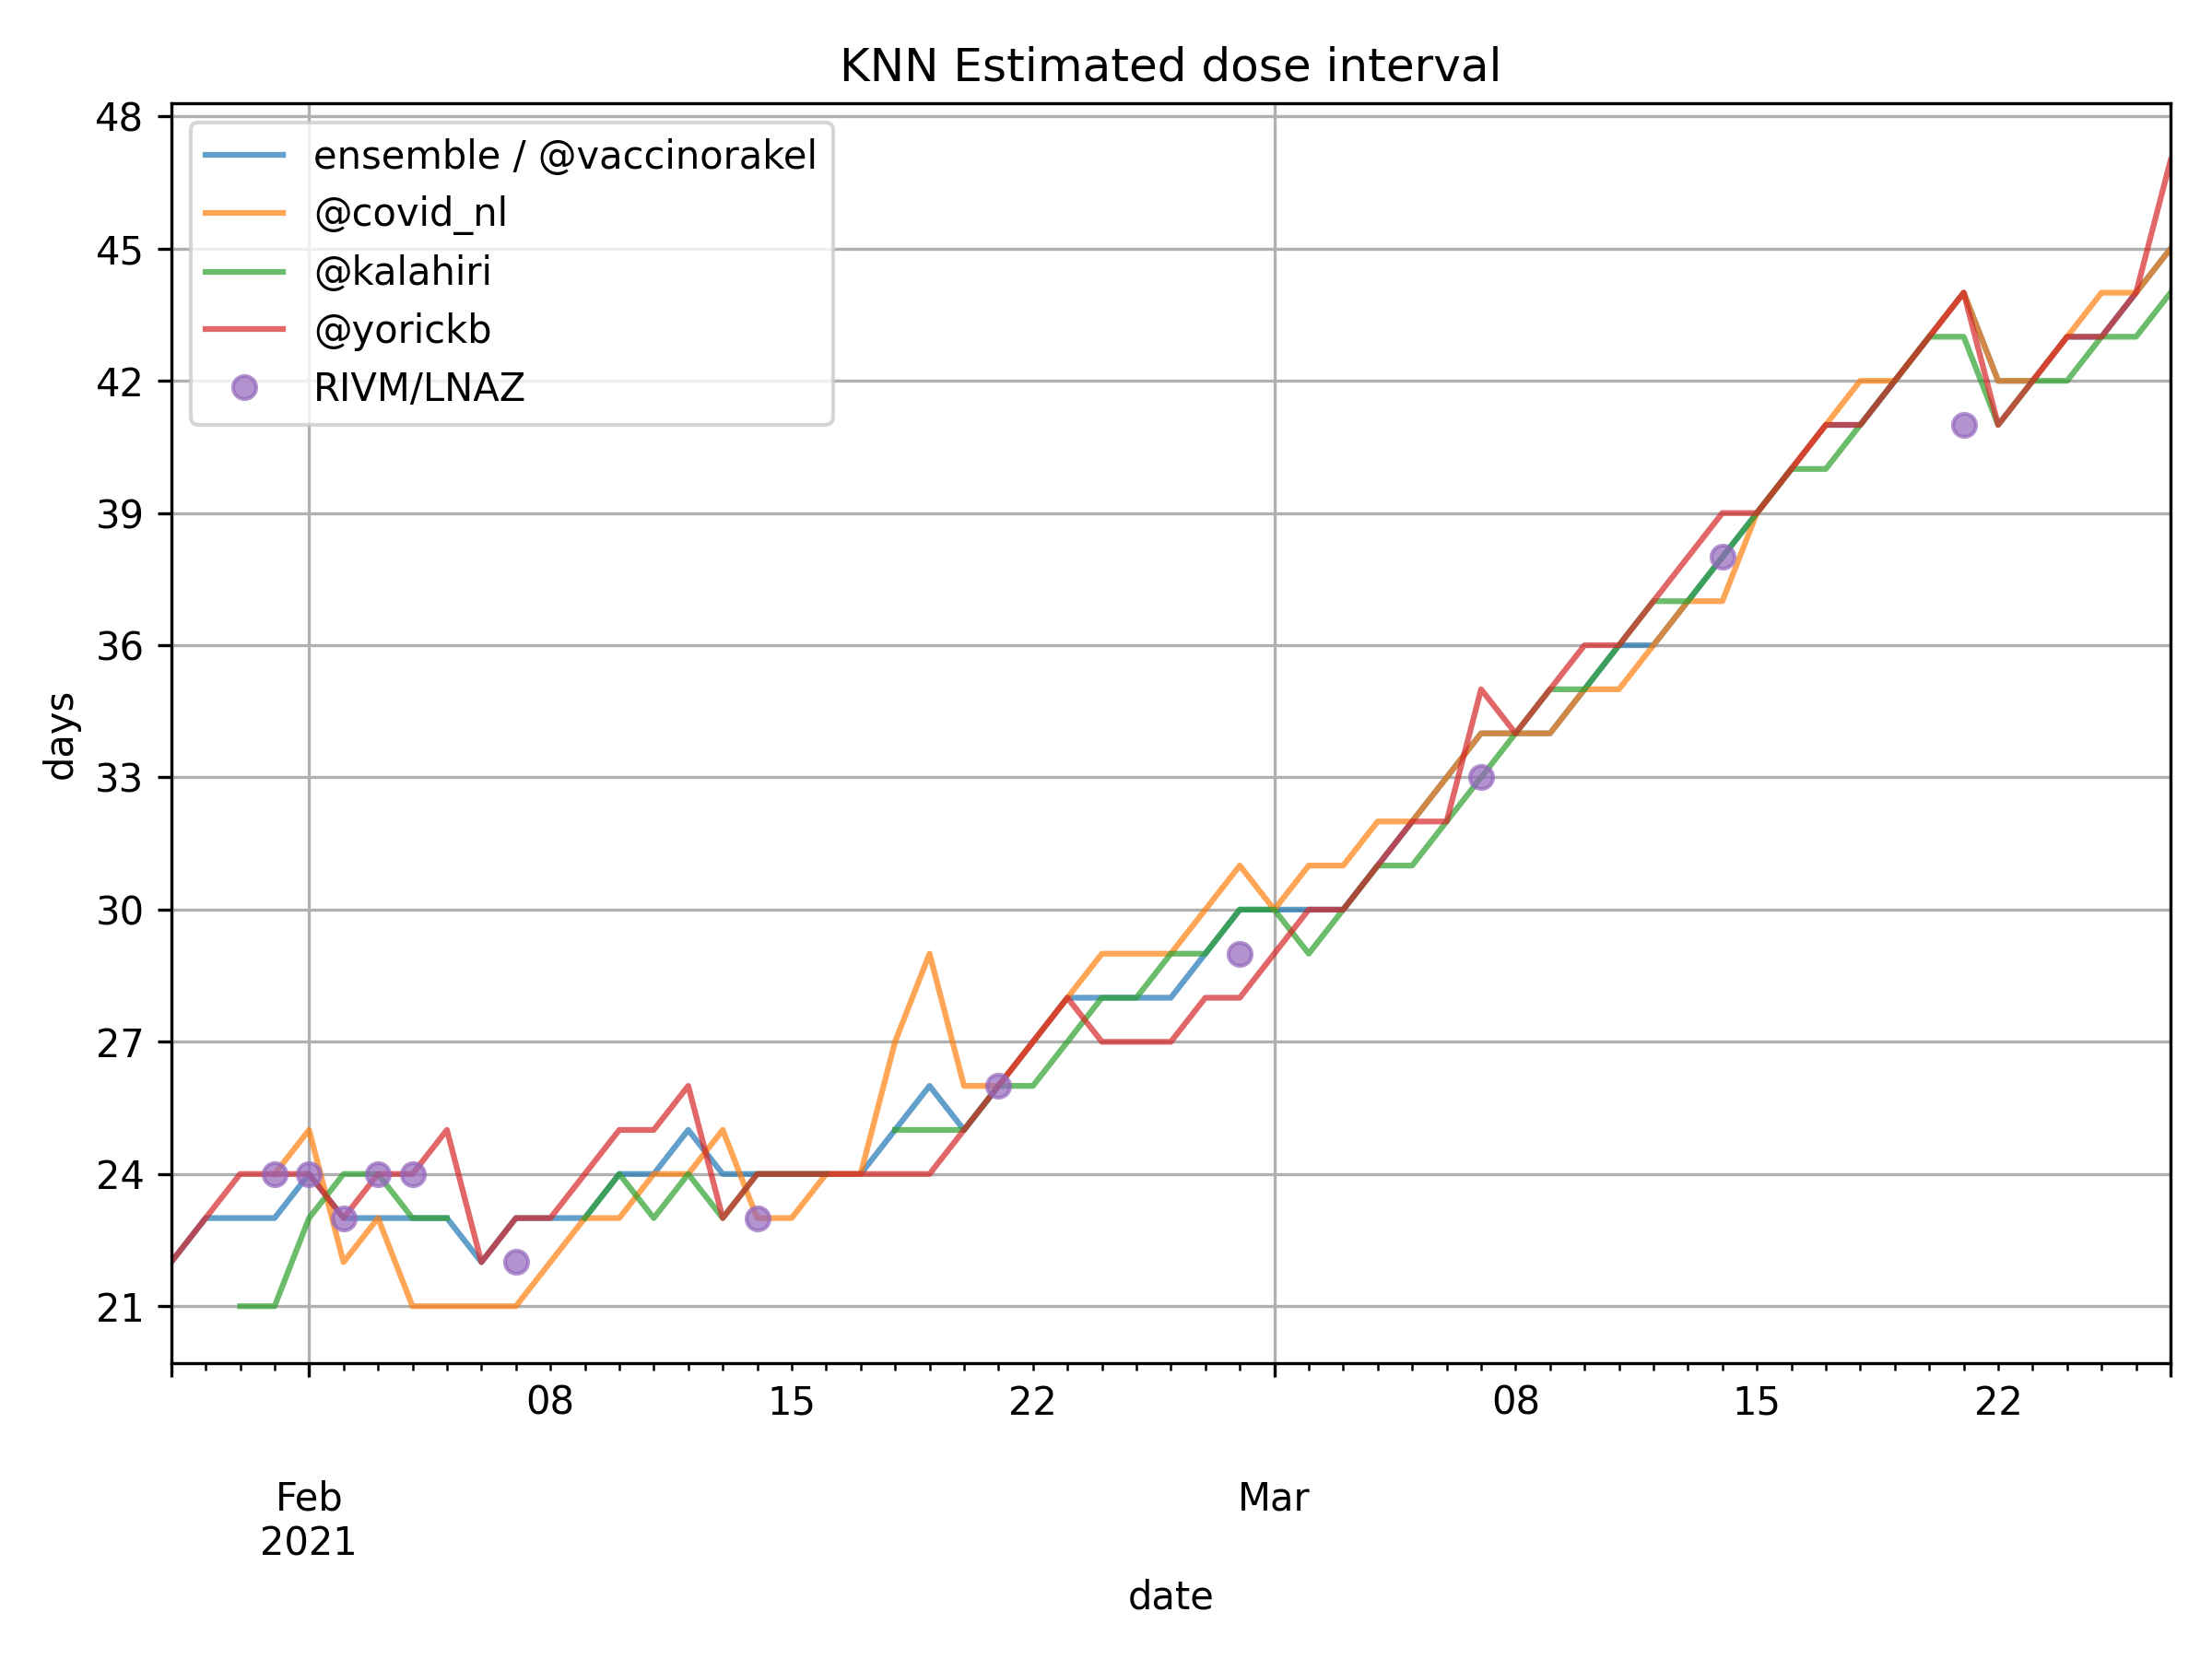 KNN Estimated dose interval
48
45
42
39
36
33
30
27
24
21
days
ensemble / @vaccinorakel
@covid_nl
@kalahiri
@yorickb
RIVM/LNAZ
08
15
22
08
15
22
Feb
Mar
2021
date